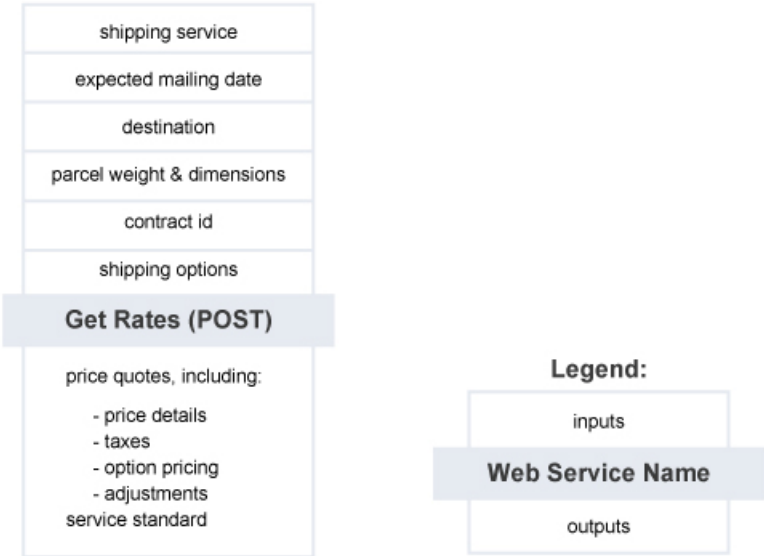 shipping service
expected mailing date
destination
parcel weight & dimensions
contract id
shipping options
Get Rates (POST)
price quotes, including:
- price details
- taxes
- option pricing
- adjustments
service standard
Legend:
inputs
Web Service Name
outputs